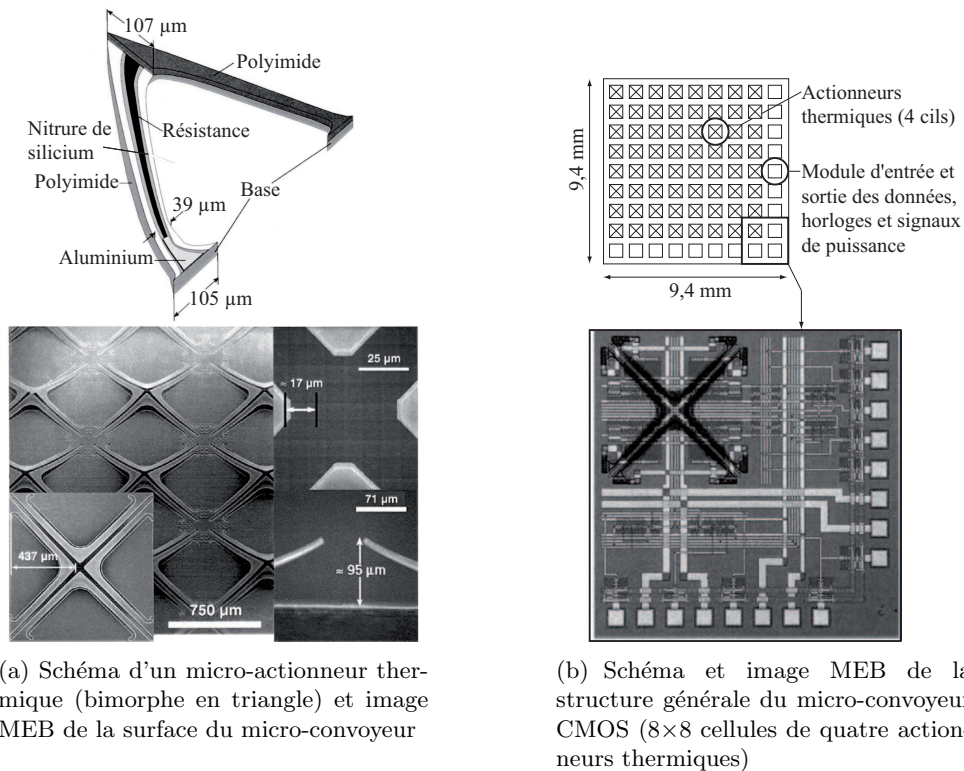 107 µm
Polyimide
Nitrure de
silicium
Résistance
Polyimide
Base
39 µm
Aluminium
105 µm
25 µm
≈ 17 µm
71 µm
437 µm
≈ 95 µm
750 µm
(a) Schéma d'un micro-actionneur ther-
mique (bimorphe en triangle) et image
MEB de la surface du micro-convoyeur
9,4 mm
9,4 mm
Actionneurs
thermiques (4 cils)
Module d'entrée et
sortie des données,
horloges et signaux
de puissance
(b) Schéma et image MEB de la
structure générale du micro-convoyeur
CMOS (8×8 cellules de quatre action-
neurs thermiques)